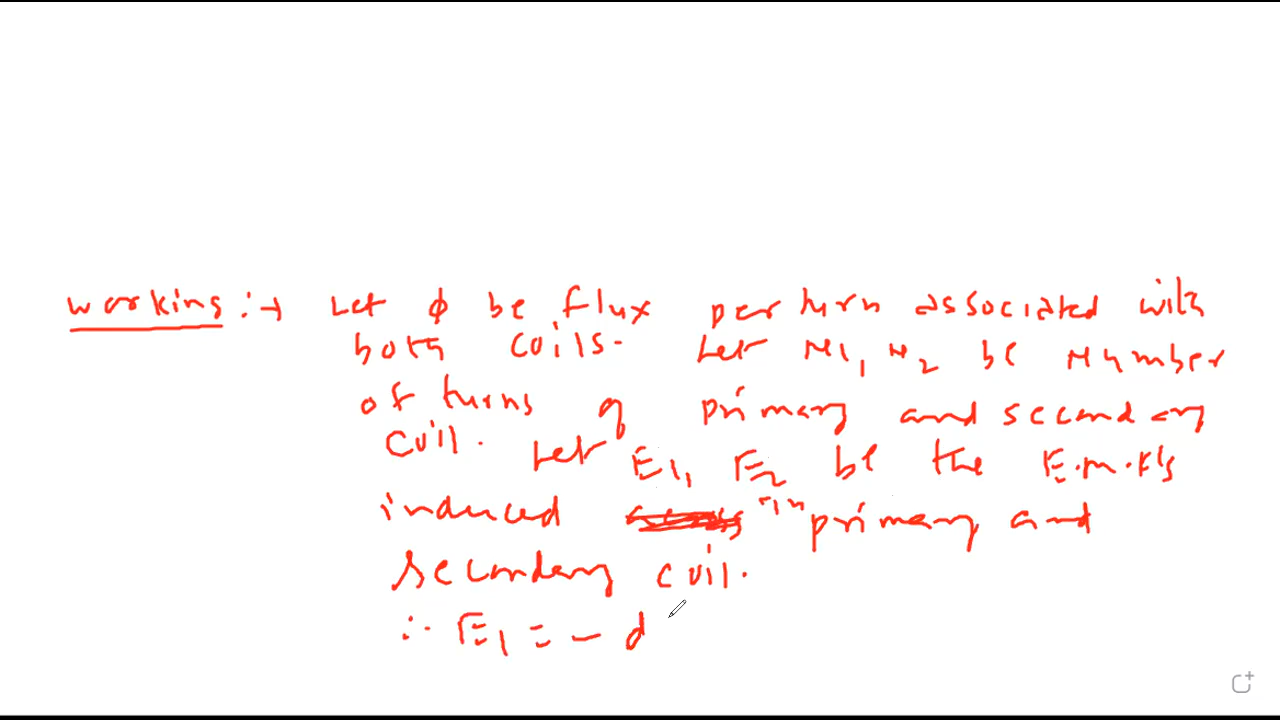 working :→ Let ϕ be flux per turn associated with
both coils. Let N1, N2 be Number
of turns of primary and secondary
coil. Let E1, E2 be the E.M.F's
induced in primary and
secondary coil.
∴ E1 = - d